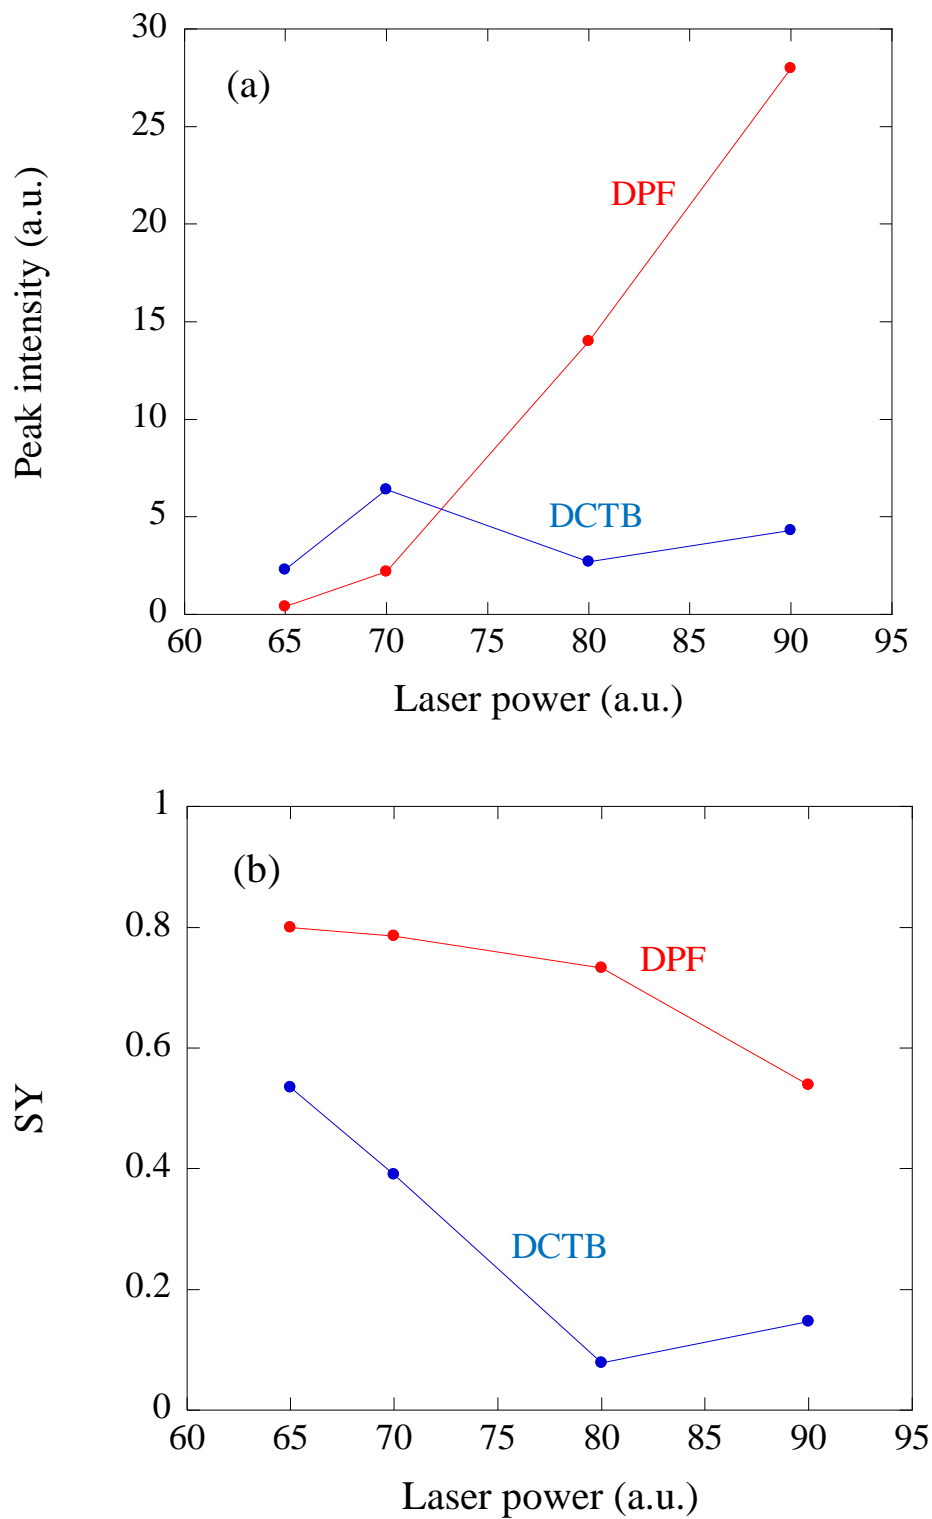 30
(a)
25
DPF
20
Peak intensity (a.u.)
15
10
DCTB
5
0
60 65 70 75 80 85 90 95
Laser power (a.u.)
1
(b)
0.8
DPF
0.6
SY
0.4
DCTB
0.2
0
60 65 70 75 80 85 90 95
Laser power (a.u.)